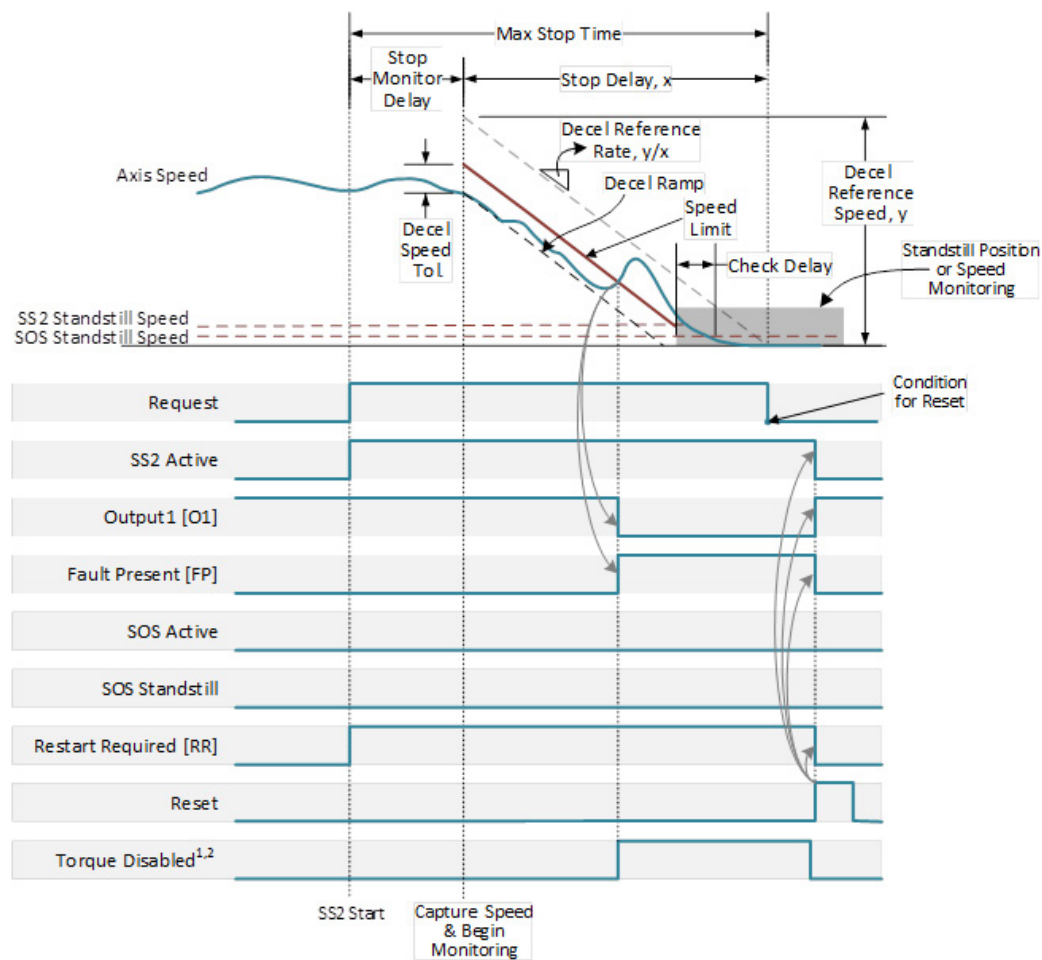 Max Stop Time
Stop
Monitor
Delay
Stop Delay, x
Decel Reference
Rate, y/x
Axis Speed
Decel Ramp
Decel
Reference
Speed, y
Speed
Limit
Decel
Speed
Tol.
Check Delay
Standstill Position
or Speed
Monitoring
SS2 Standstill Speed
SOS Standstill Speed
Request
Condition
for Reset
SS2 Active
Output1 [O1]
Fault Present [FP]
SOS Active
SOS Standstill
Restart Required [RR]
Reset
Torque Disabled1,2
SS2 Start
Capture Speed
& Begin
Monitoring